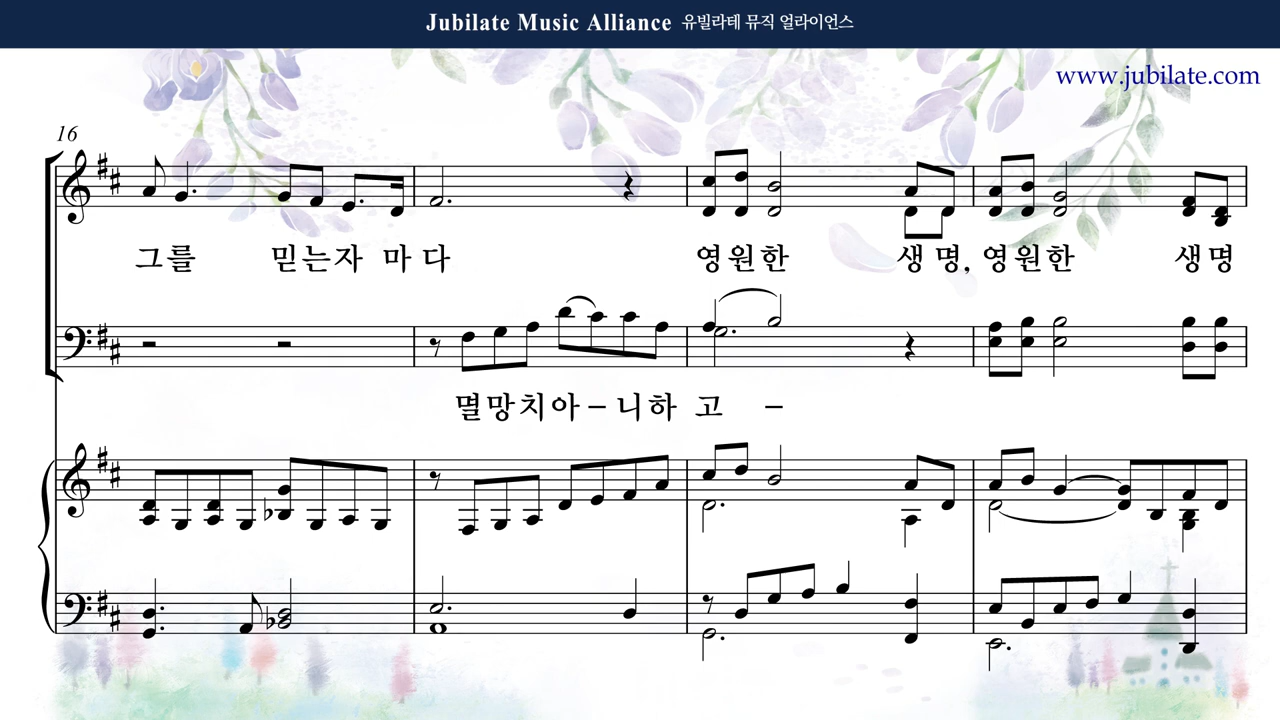 Jubilate Music Alliance 유빌라테 뮤직 얼라이언스
www.jubilate.com
16
그를 믿는자 마 다 영원한 생 명, 영원한 생명
멸망치아 – 니하 고 –